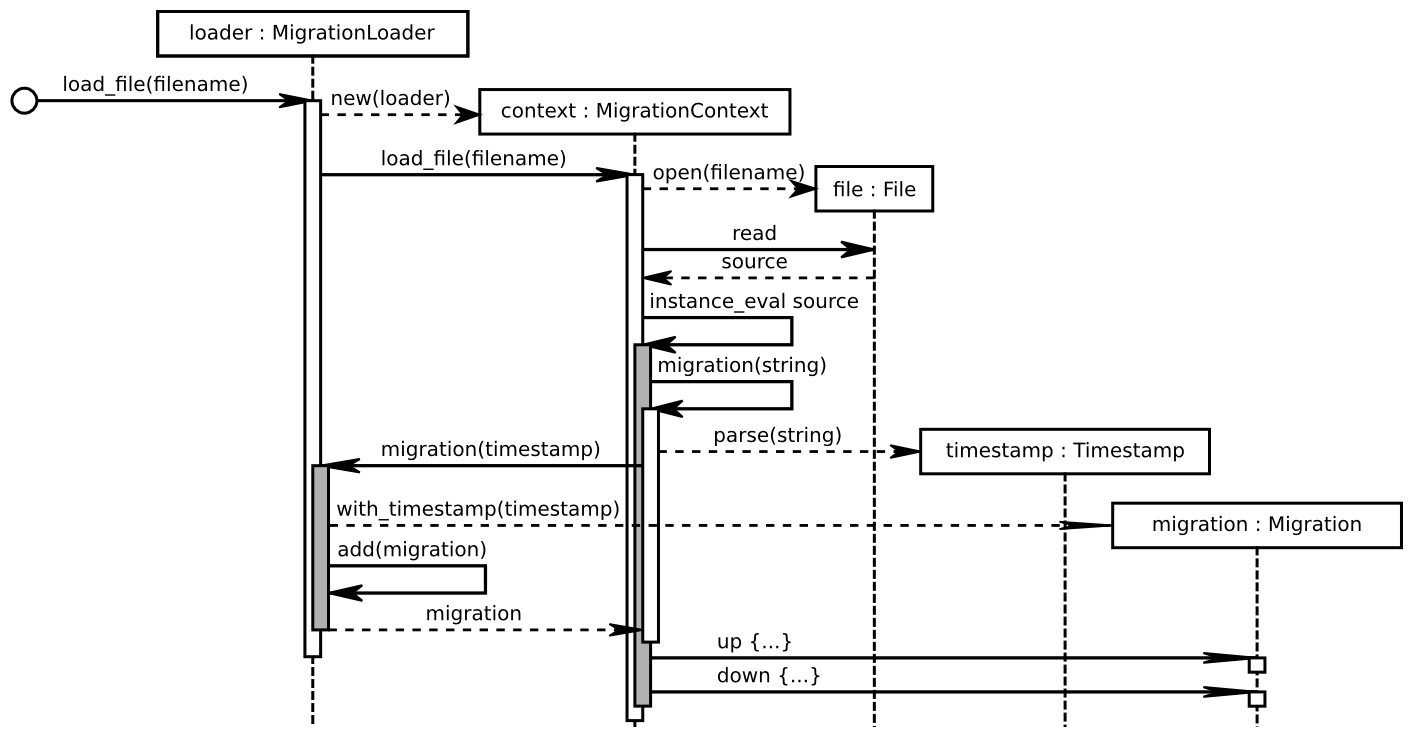 loader : MigrationLoader
load_file(filename)
new(loader)
context : MigrationContext
load_file(filename)
open(filename)
file : File
read
source
instance_eval source
migration(string)
parse(string)
timestamp : Timestamp
migration(timestamp)
with_timestamp(timestamp)
migration : Migration
add(migration)
migration
up {...}
down {...}